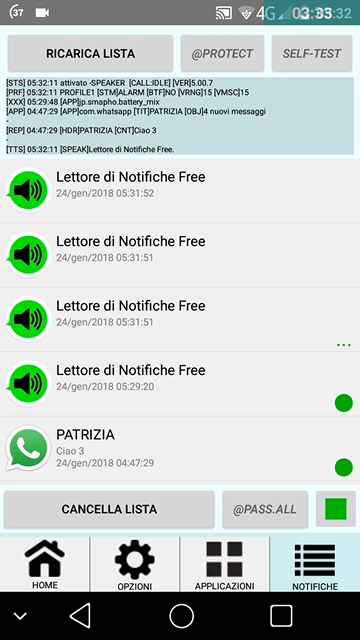 37
4G
RICARICA LISTA
@PROTECT
SELF-TEST
[STS] 05:32:11 attivato -SPEAKER [CALL:IDLE] [VER]5.00.7
[PRF] 05:32:11 PROFILE1 [STM]ALARM [BTF]NO [VRNG]15 [VMSC]15
[XXX] 05:29:48 [APP]jp.smapho.battery_mix
[APP] 04:47:29 [APP]com.whatsapp [TIT]PATRIZIA [OBJ]4 nuovi messaggi
-
[REP] 04:47:29 [HDR]PATRIZIA [CNT]Ciao 3
-
[TTS] 05:32:11 [SPEAK]Lettore di Notifiche Free.
Lettore di Notifiche Free
24/gen/2018 05:31:52
Lettore di Notifiche Free
24/gen/2018 05:31:51
Lettore di Notifiche Free
24/gen/2018 05:31:51
...
Lettore di Notifiche Free
24/gen/2018 05:29:20
PATRIZIA
Ciao 3
24/gen/2018 04:47:29
CANCELLA LISTA
@PASS.ALL
HOME
OPZIONI
APPLICAZIONI
NOTIFICHE